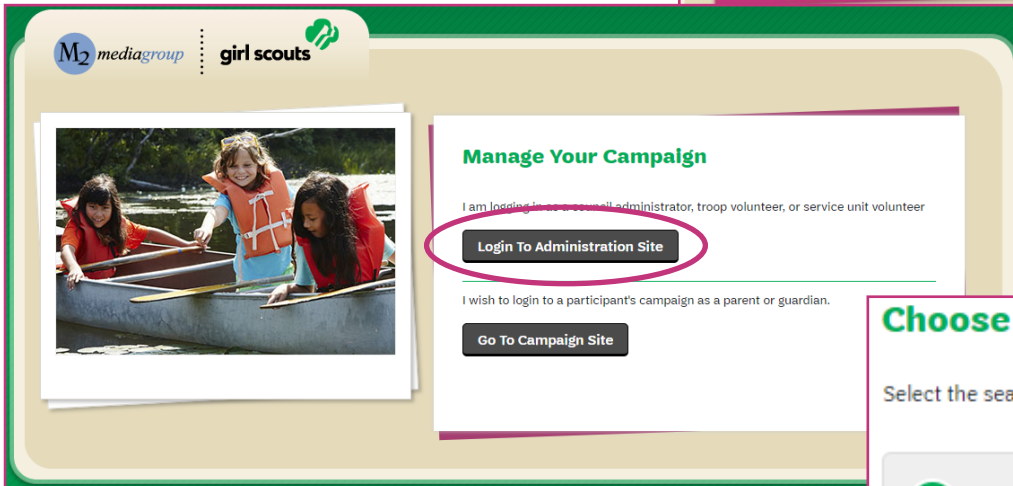 M2 mediagroup
girl scouts
Manage Your Campaign
I am logging in as a council administrator, troop volunteer, or service unit volunteer
Login To Administration Site
I wish to login to a participant's campaign as a parent or guardian.
Go To Campaign Site
Choose
Select the sea